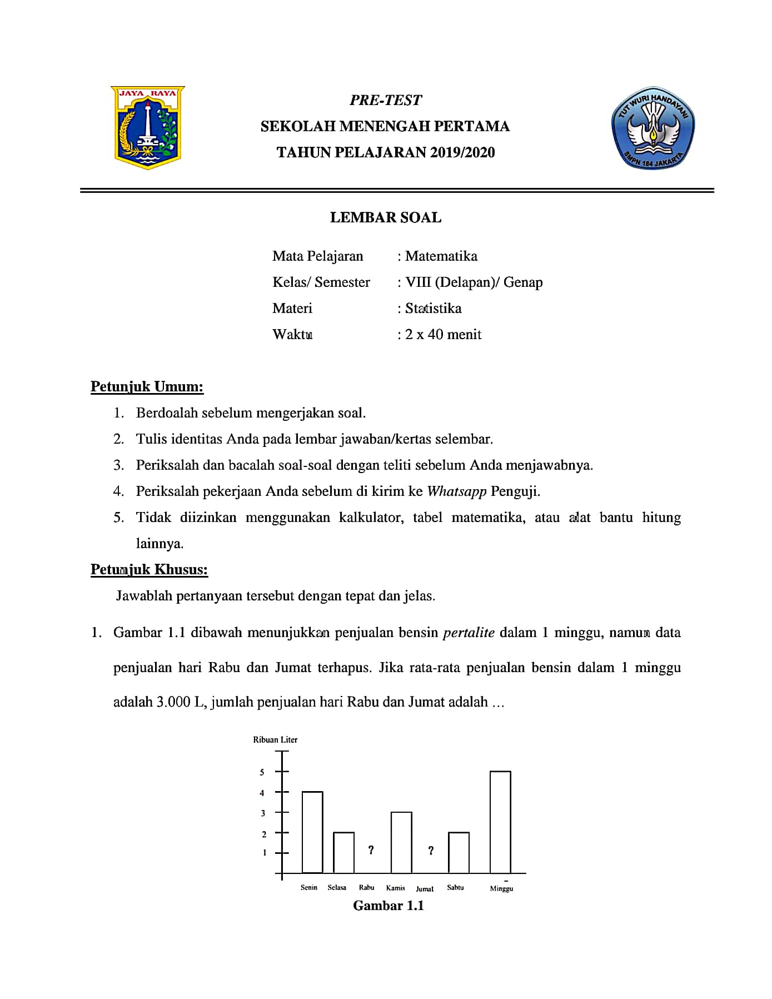 JAYA RAYA
PRE-TEST
SEKOLAH MENENGAH PERTAMA
TAHUN PELAJARAN 2019/2020
TUT WURI HANDAYANI
SMPN 184 JAKARTA
LEMBAR SOAL
Mata Pelajaran : Matematika
Kelas/ Semester : VIII (Delapan)/ Genap
Materi : Statistika
Waktu : 2 x 40 menit
Petunjuk Umum:
1. Berdoalah sebelum mengerjakan soal.
2. Tulis identitas Anda pada lembar jawaban/kertas selembar.
3. Periksalah dan bacalah soal-soal dengan teliti sebelum Anda menjawabnya.
4. Periksalah pekerjaan Anda sebelum di kirim ke Whatsapp Penguji.
5. Tidak diizinkan menggunakan kalkulator, tabel matematika, atau alat bantu hitung
lainnya.
Petunjuk Khusus:
Jawablah pertanyaan tersebut dengan tepat dan jelas.
1. Gambar 1.1 dibawah menunjukkan penjualan bensin pertalite dalam 1 minggu, namun data
penjualan hari Rabu dan Jumat terhapus. Jika rata-rata penjualan bensin dalam 1 minggu
adalah 3.000 L, jumlah penjualan hari Rabu dan Jumat adalah …
Ribuan Liter
5
4
3
2
1
? ?
Senin Selasa Rabu Kamis Jumat Sabtu Minggu
Gambar 1.1